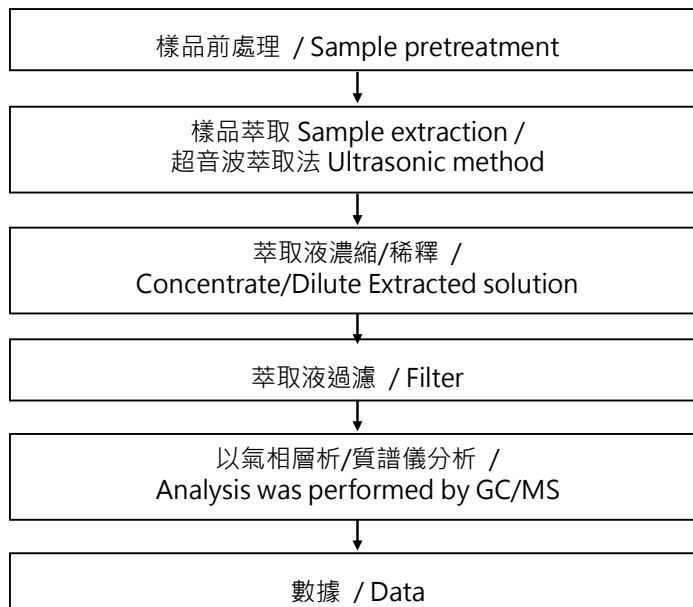 樣品前處理 / Sample pretreatment
樣品萃取 Sample extraction /
超音波萃取法 Ultrasonic method
萃取液濃縮/稀釋 /
Concentrate/Dilute Extracted solution
萃取液過濾 / Filter
以氣相層析/質譜儀分析 /
Analysis was performed by GC/MS
數據 / Data